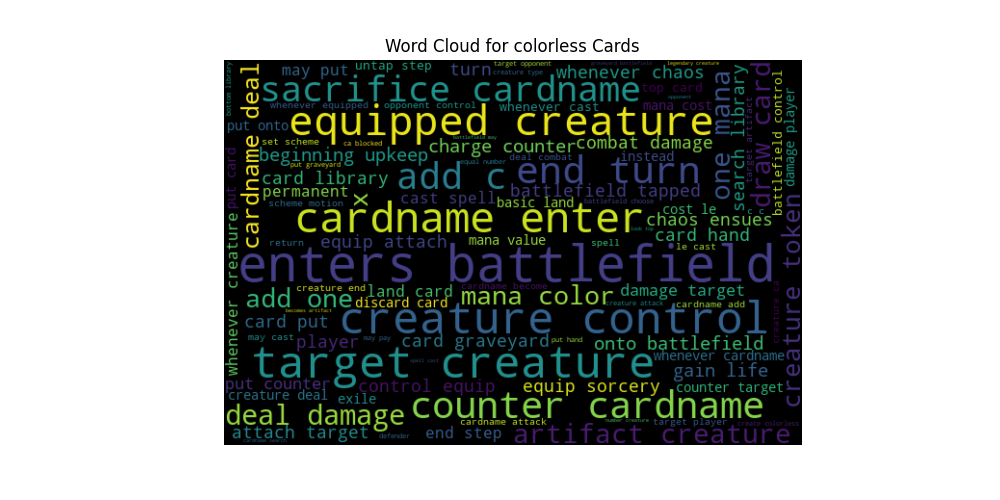 Word Cloud for colorless Cards
target opponent
graveyard battlefield
legendary creature
may put
untap step
turn
creature type
whenever chaos
top card
sacrifice cardname
opponent
whenever equipped
opponent control
whenever cast
mana cost
put onto
equipped creature
battlefield may
set scheme
ca blocked
charge counter
combat damage
beginning upkeep
equal number
deal combat
instead
put graveyard
card library
add c
end turn
permanent
x
cast spell
battlefield tapped
basic land
battlefield choose
scheme motion
cardname enter
cost le
c c
chaos ensues
card hand
return
equip attach
mana value
spell
le cast
enters battlefield
creature end
land card
cardname become
damage target
add one
discard card
mana color
creature attack
cardname add
becomes artifact
card put
creature control
may cast
player
may pay
card graveyard
put hand
onto battlefield
target creature
spell cast
whenever cardname
gain life
put counter
control equip
equip sorcery
counter target
creature deal
exile
counter cardname
deal damage
cardname attack
number creature
target player
create colorless
attach target
defender
end step
artifact creature
bottom library
cardname deal
put card
whenever creature
one mana
search library
draw card
target artifact
battlefield control
damage player
creature token
creature ca